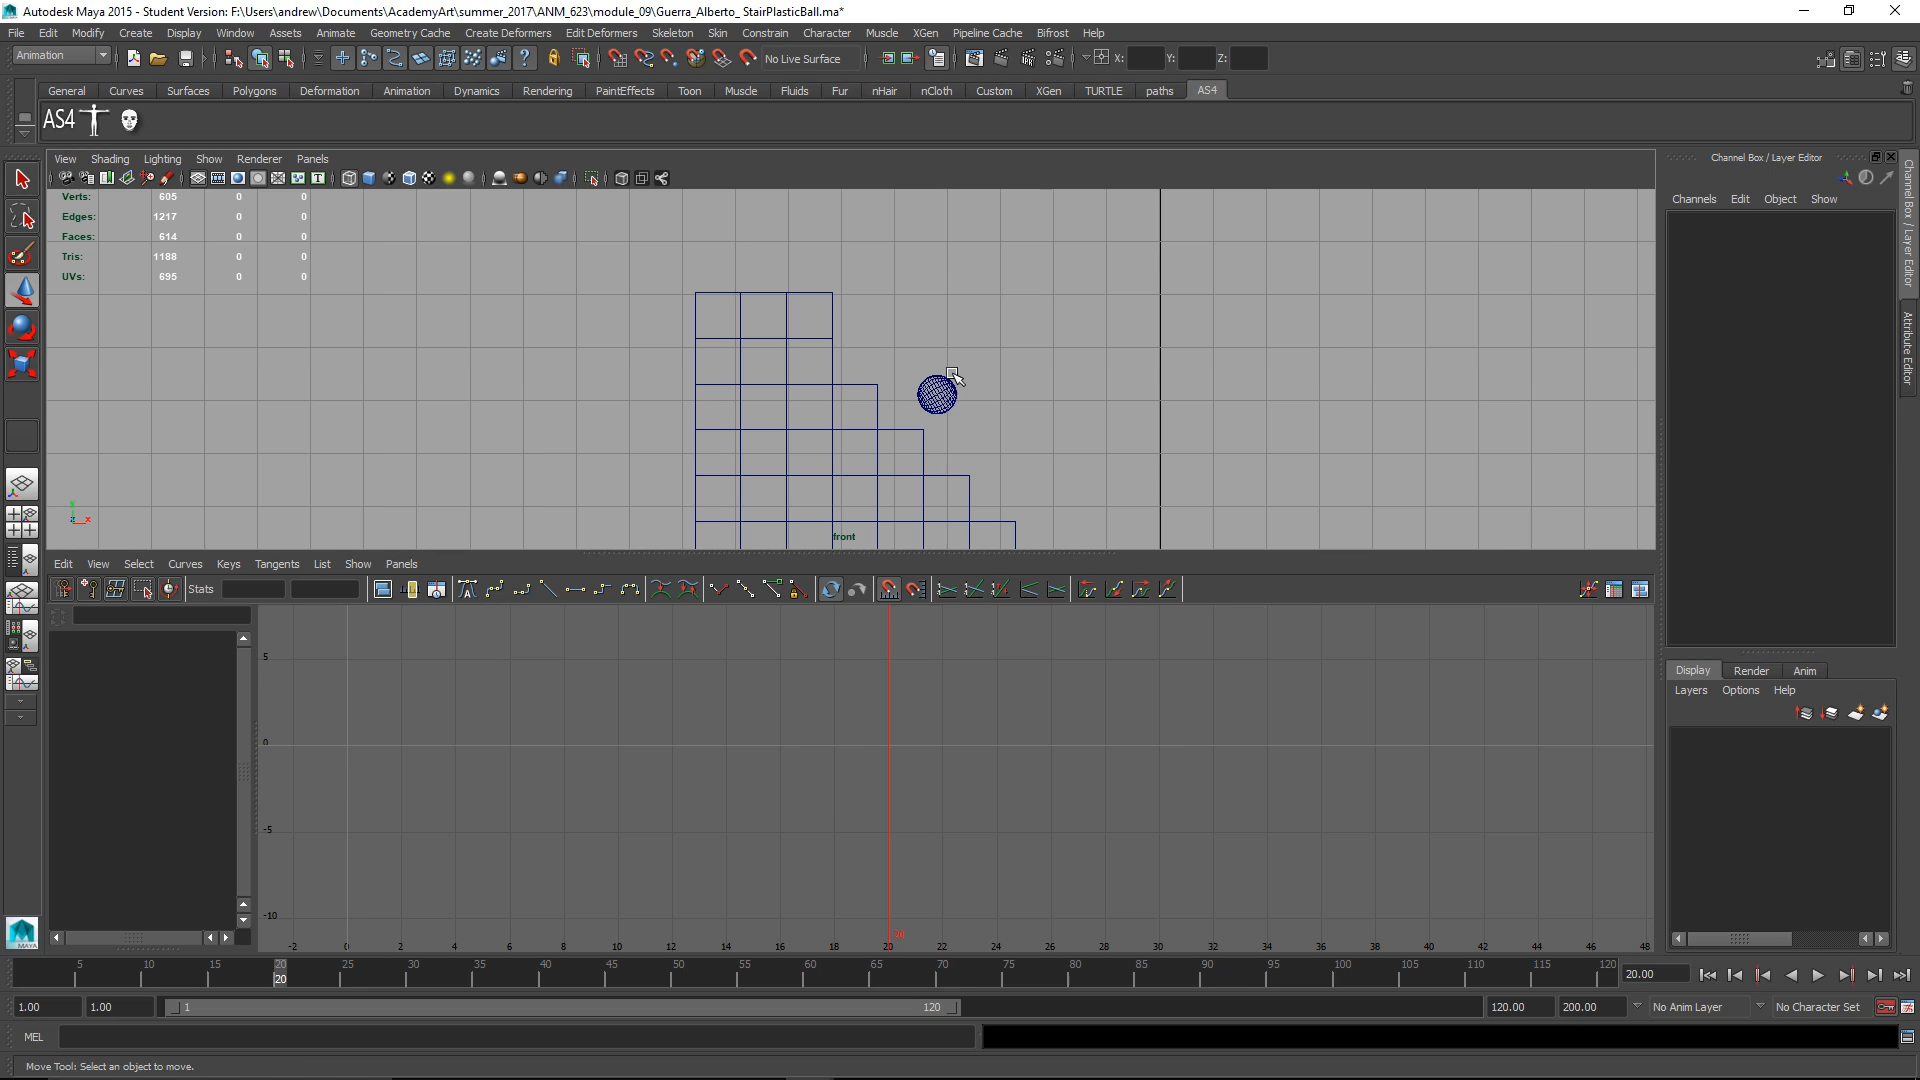 Autodesk Maya 2015 - Student Version: F:\Users\andrew\Documents\AcademyArt\summer_2017\ANM_623\module_09\Guerra_Alberto_ StairPlasticBall.ma*
File Edit Modify Create Display Window Assets Animate Geometry Cache Create Deformers Edit Deformers Skeleton Skin Constrain Character Muscle XGen Pipeline Cache Bifrost Help
Animation No Live Surface X: Y: Z:
General Curves Surfaces Polygons Deformation Animation Dynamics Rendering PaintEffects Toon Muscle Fluids Fur nHair nCloth Custom XGen TURTLE paths AS4
AS4
View Shading Lighting Show Renderer Panels
Verts: 605 0 0
Edges: 1217 0 0
Faces: 614 0 0
Tris: 1188 0 0
UVs: 695 0 0
front
Channel Box / Layer Editor
Channels Edit Object Show
Channel Box / Layer Editor
Attribute Editor
Edit View Select Curves Keys Tangents List Show Panels
Stats
5
0
-5
-10
-2 0 2 4 6 8 10 12 14 16 18 20 22 24 26 28 30 32 34 36 38 40 42 44 46 48
20
Display Render Anim
Layers Options Help
MAYA
5 10 15 20 25 30 35 40 45 50 55 60 65 70 75 80 85 90 95 100 105 110 115 120
20
20.00
1.00 1.00 1 120 120.00 200.00 No Anim Layer No Character Set
MEL
Move Tool: Select an object to move.